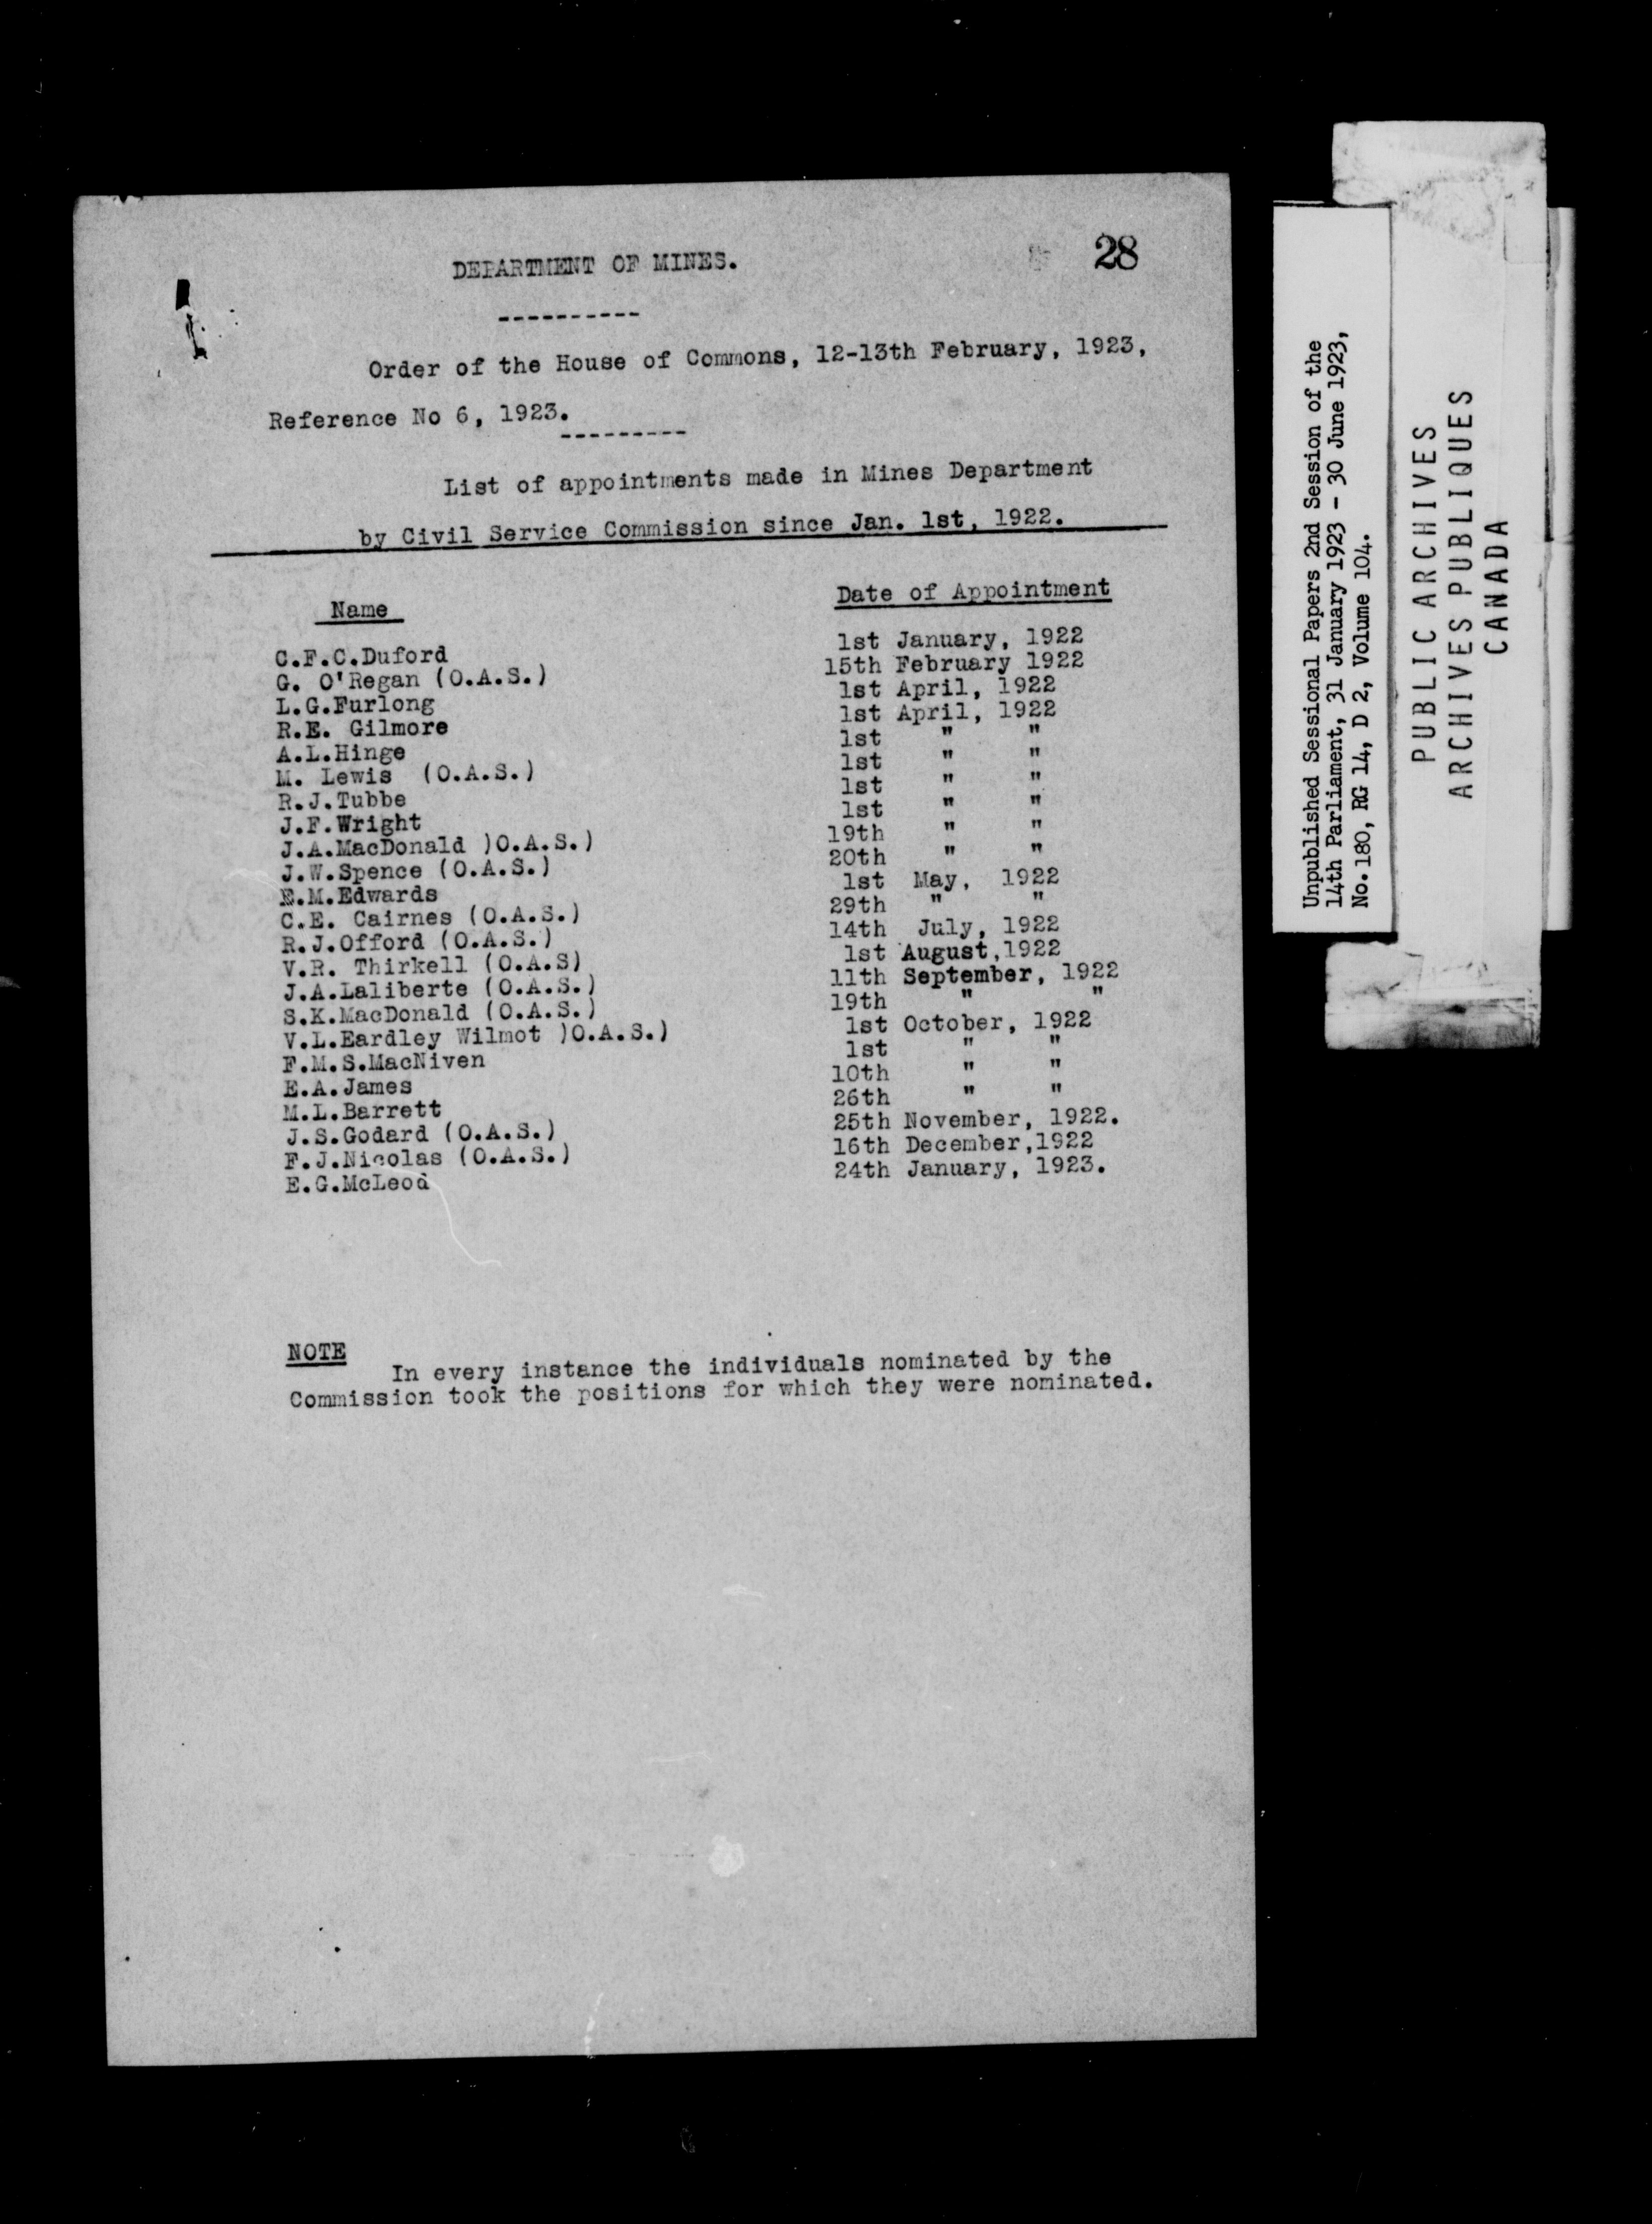 28
DEPARTMENT OF MINES.
----------
Order of the House of Commons, 12-13th February, 1923,
Reference No 6, 1923.
---------
List of appointments made in Mines Department
by Civil Service Commission since Jan. 1st, 1922.
Name Date of Appointment
C.F.C.Duford 1st January, 1922
G. O'Regan (O.A.S.) 15th February 1922
L.G.Furlong 1st April, 1922
R.E. Gilmore 1st April, 1922
A.L.Hinge 1st " "
M. Lewis (O.A.S.) 1st " "
R.J.Tubbe 1st " "
J.F.Wright 1st " "
J.A.MacDonald )O.A.S.) 19th " "
J.W.Spence (O.A.S.) 20th " "
E.M.Edwards 1st May, 1922
C.E. Cairnes (O.A.S.) 29th " "
R.J.Offord (O.A.S.) 14th July, 1922
V.R. Thirkell (O.A.S) 1st August,1922
J.A.Laliberte (O.A.S.) 11th September, 1922
S.K.MacDonald (O.A.S.) 19th " "
V.L.Eardley Wilmot )O.A.S.) 1st October, 1922
F.M.S.MacNiven 1st " "
E.A.James 10th " "
M.L.Barrett 26th " "
J.S.Godard (O.A.S.) 25th November, 1922.
F.J.Nicolas (O.A.S.) 16th December,1922
E.G.McLeod 24th January, 1923.
NOTE
In every instance the individuals nominated by the
Commission took the positions for which they were nominated.
Unpublished Sessional Papers 2nd Session of the
14th Parliament, 31 January 1923 - 30 June 1923,
No. 180, RG 14, D 2, Volume 104.
PUBLIC ARCHIVES
ARCHIVES PUBLIQUES
CANADA